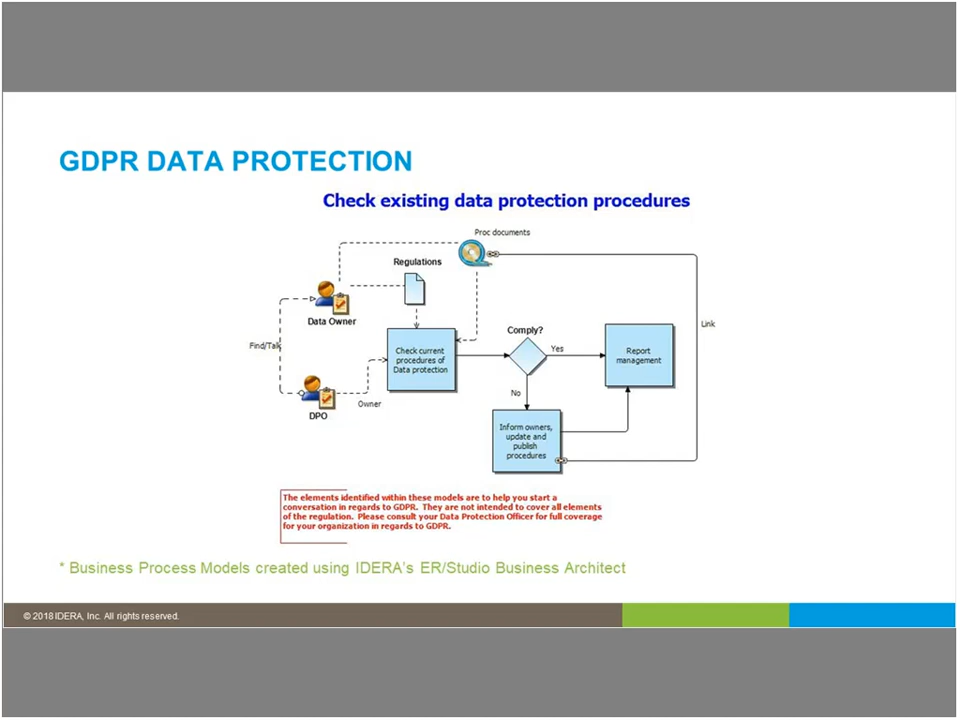 GDPR DATA PROTECTION
Check existing data protection procedures
Proc documents
Regulations
Data Owner
Link
Comply?
Find/Talk
Check current
procedures of
Data protection
Yes
Report
management
No
Owner
DPO
Inform owners,
update and
publish
procedures
The elements identified within these models are to help you start a
conversation in regards to GDPR. They are not intended to cover all elements
of the regulation. Please consult your Data Protection Officer for full coverage
for your organization in regards to GDPR.
* Business Process Models created using IDERA's ER/Studio Business Architect
© 2018 IDERA, Inc. All rights reserved.